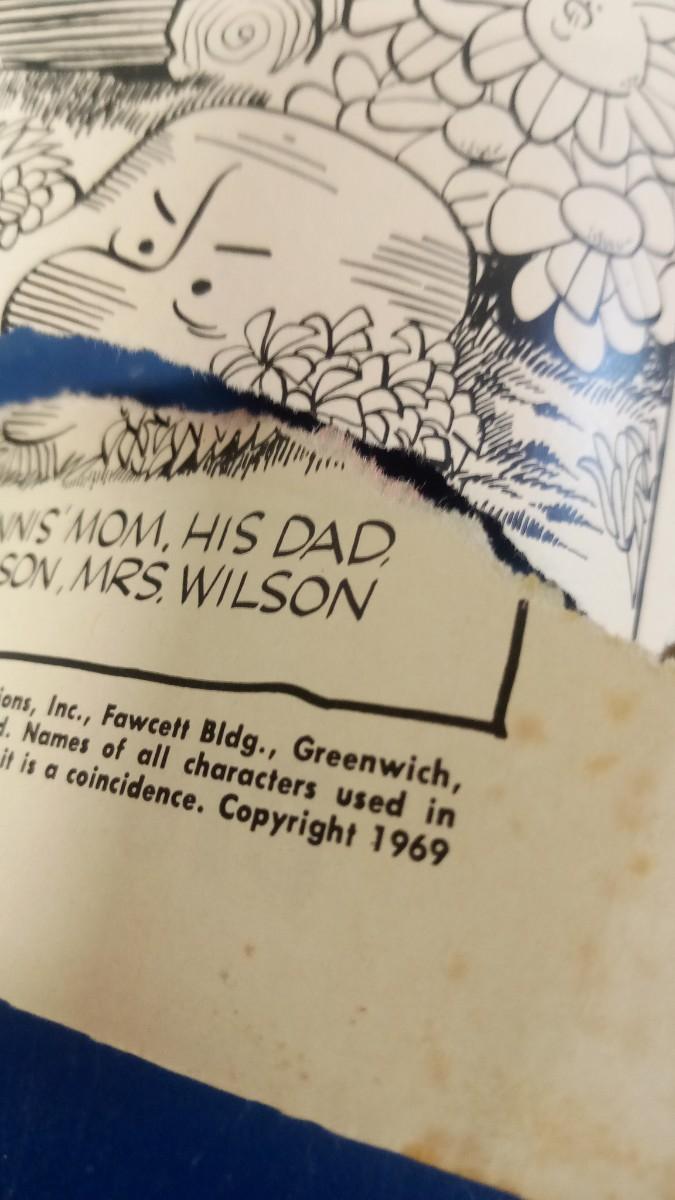 NNIS' MOM, HIS DAD,
SON, MRS. WILSON
ions, Inc., Fawcett Bldg., Greenwich,
d. Names of all characters used in
it is a coincidence. Copyright 1969